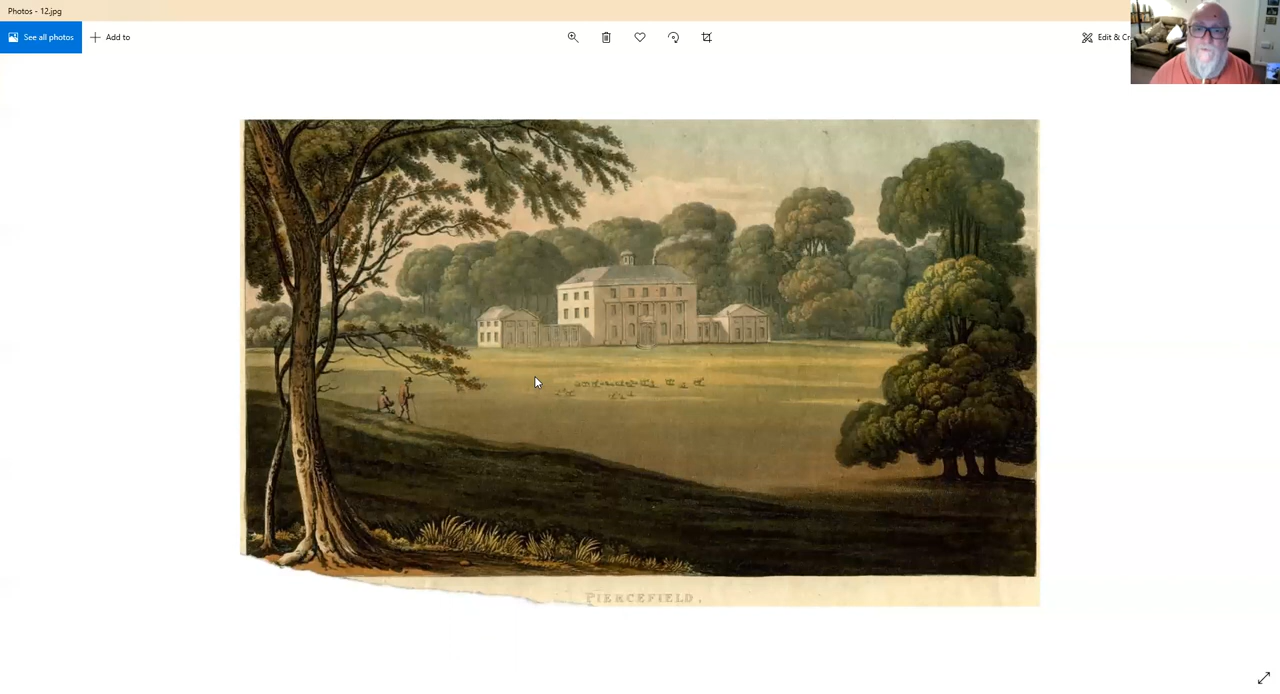 Photos - 12.jpg
See all photos
Add to
Edit & Cr
PIERCEFIELD.